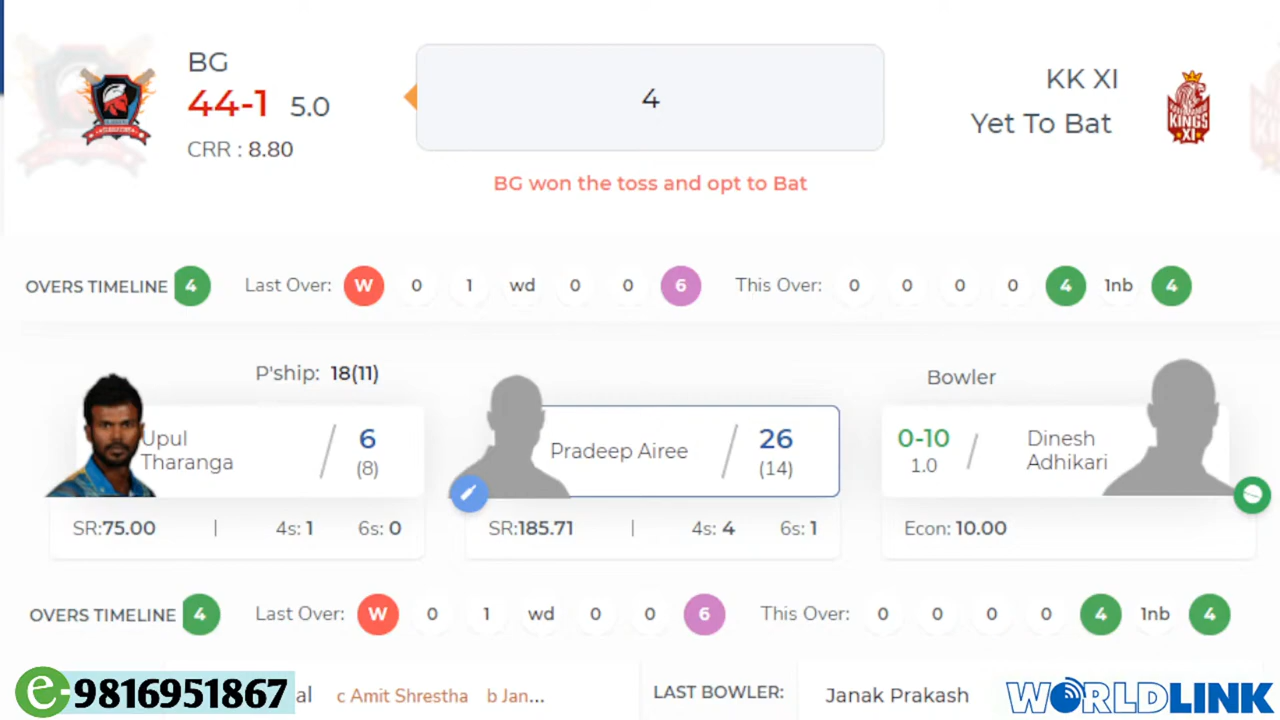 BG
44-1 5.0
CRR : 8.80
4
BG won the toss and opt to Bat
KK XI
Yet To Bat
KINGS
XI
OVERS TIMELINE 4 Last Over: W 0 1 wd 0 0 6 This Over: 0 0 0 0 4 1nb 4
P'ship: 18(11)
Upul
Tharanga
6
(8)
SR:75.00 | 4s: 1 6s: 0
Pradeep Airee
26
(14)
SR:185.71 | 4s: 4 6s: 1
Bowler
0-10
1.0
Dinesh
Adhikari
Econ: 10.00
OVERS TIMELINE 4 Last Over: W 0 1 wd 0 0 6 This Over: 0 0 0 0 4 1nb 4
e-9816951867 al c Amit Shrestha b Jan... LAST BOWLER: Janak Prakash WORLDLINK